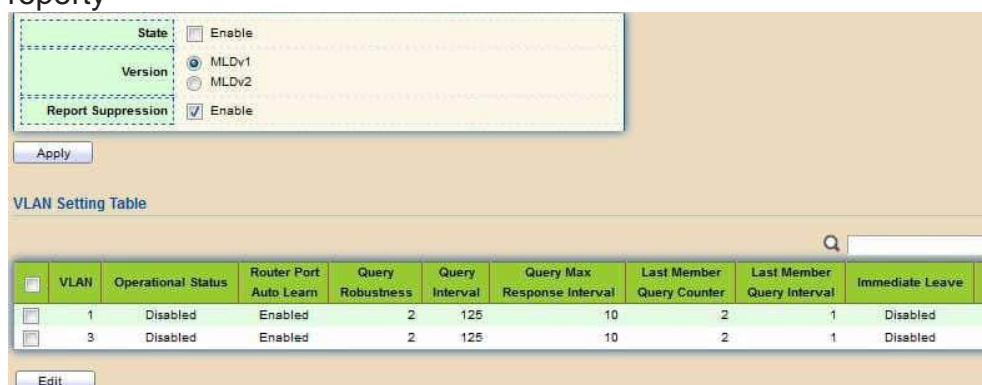 reporty
State Enable
Version MLDv1
MLDv2
Report Suppression Enable
Apply
VLAN Setting Table
VLAN Operational Status Router Port Auto Learn Query Robustness Query Interval Query Max Response Interval Last Member Query Counter Last Member Query Interval Immediate Leave
1 Disabled Enabled 2 125 10 2 1 Disabled
3 Disabled Enabled 2 125 10 2 1 Disabled
Edit